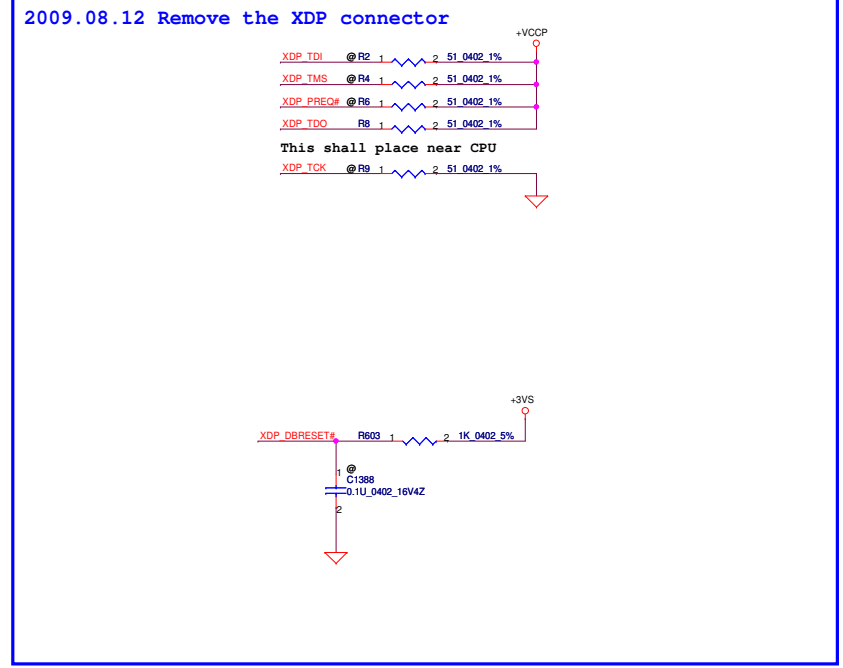 2009.08.12 Remove the XDP connector
+VCCP
XDP_TDI @ R2 1 2 51_0402_1%
XDP_TMS @ R4 1 2 51_0402_1%
XDP_PREQ# @ R6 1 2 51_0402_1%
XDP_TDO R8 1 2 51_0402_1%
This shall place near CPU
XDP_TCK @ R9 1 2 51_0402_1%
+3VS
XDP_DBRESET# R603 1 2 1K_0402_5%
1 @
C1388
0.1U_0402_16V4Z
2